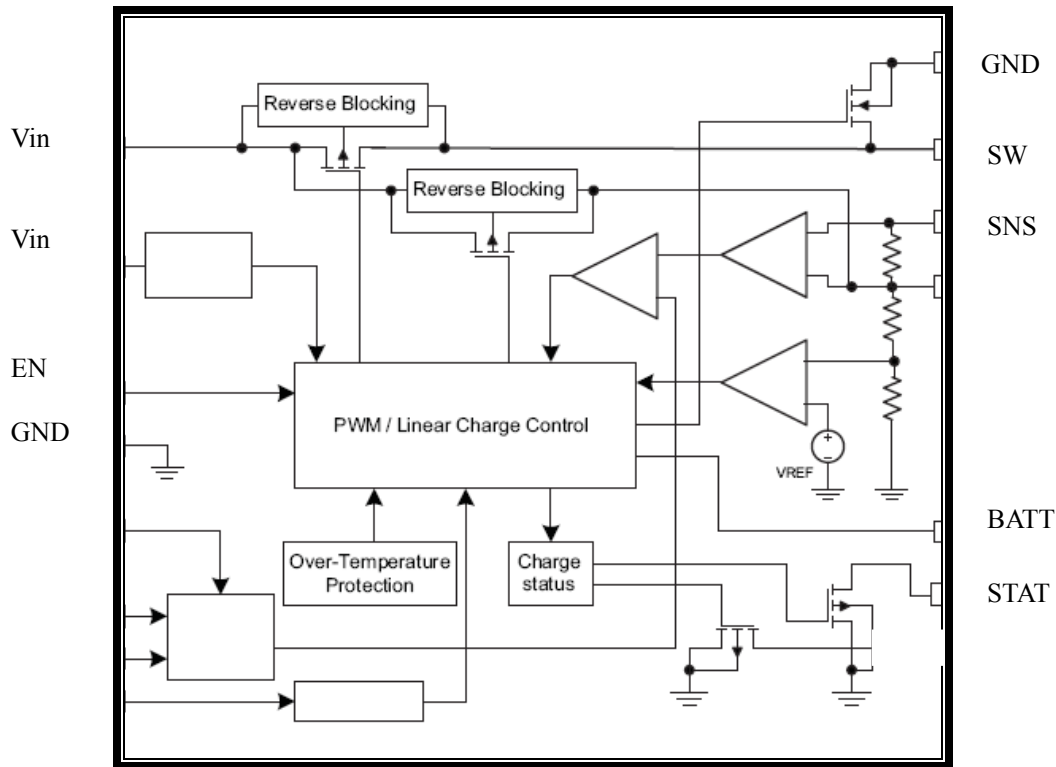 GND
Reverse Blocking
Vin
SW
Reverse Blocking
Vin
SNS
EN
GND
PWM / Linear Charge Control
+
−
VREF
BATT
Over-Temperature
Protection
Charge
status
STAT